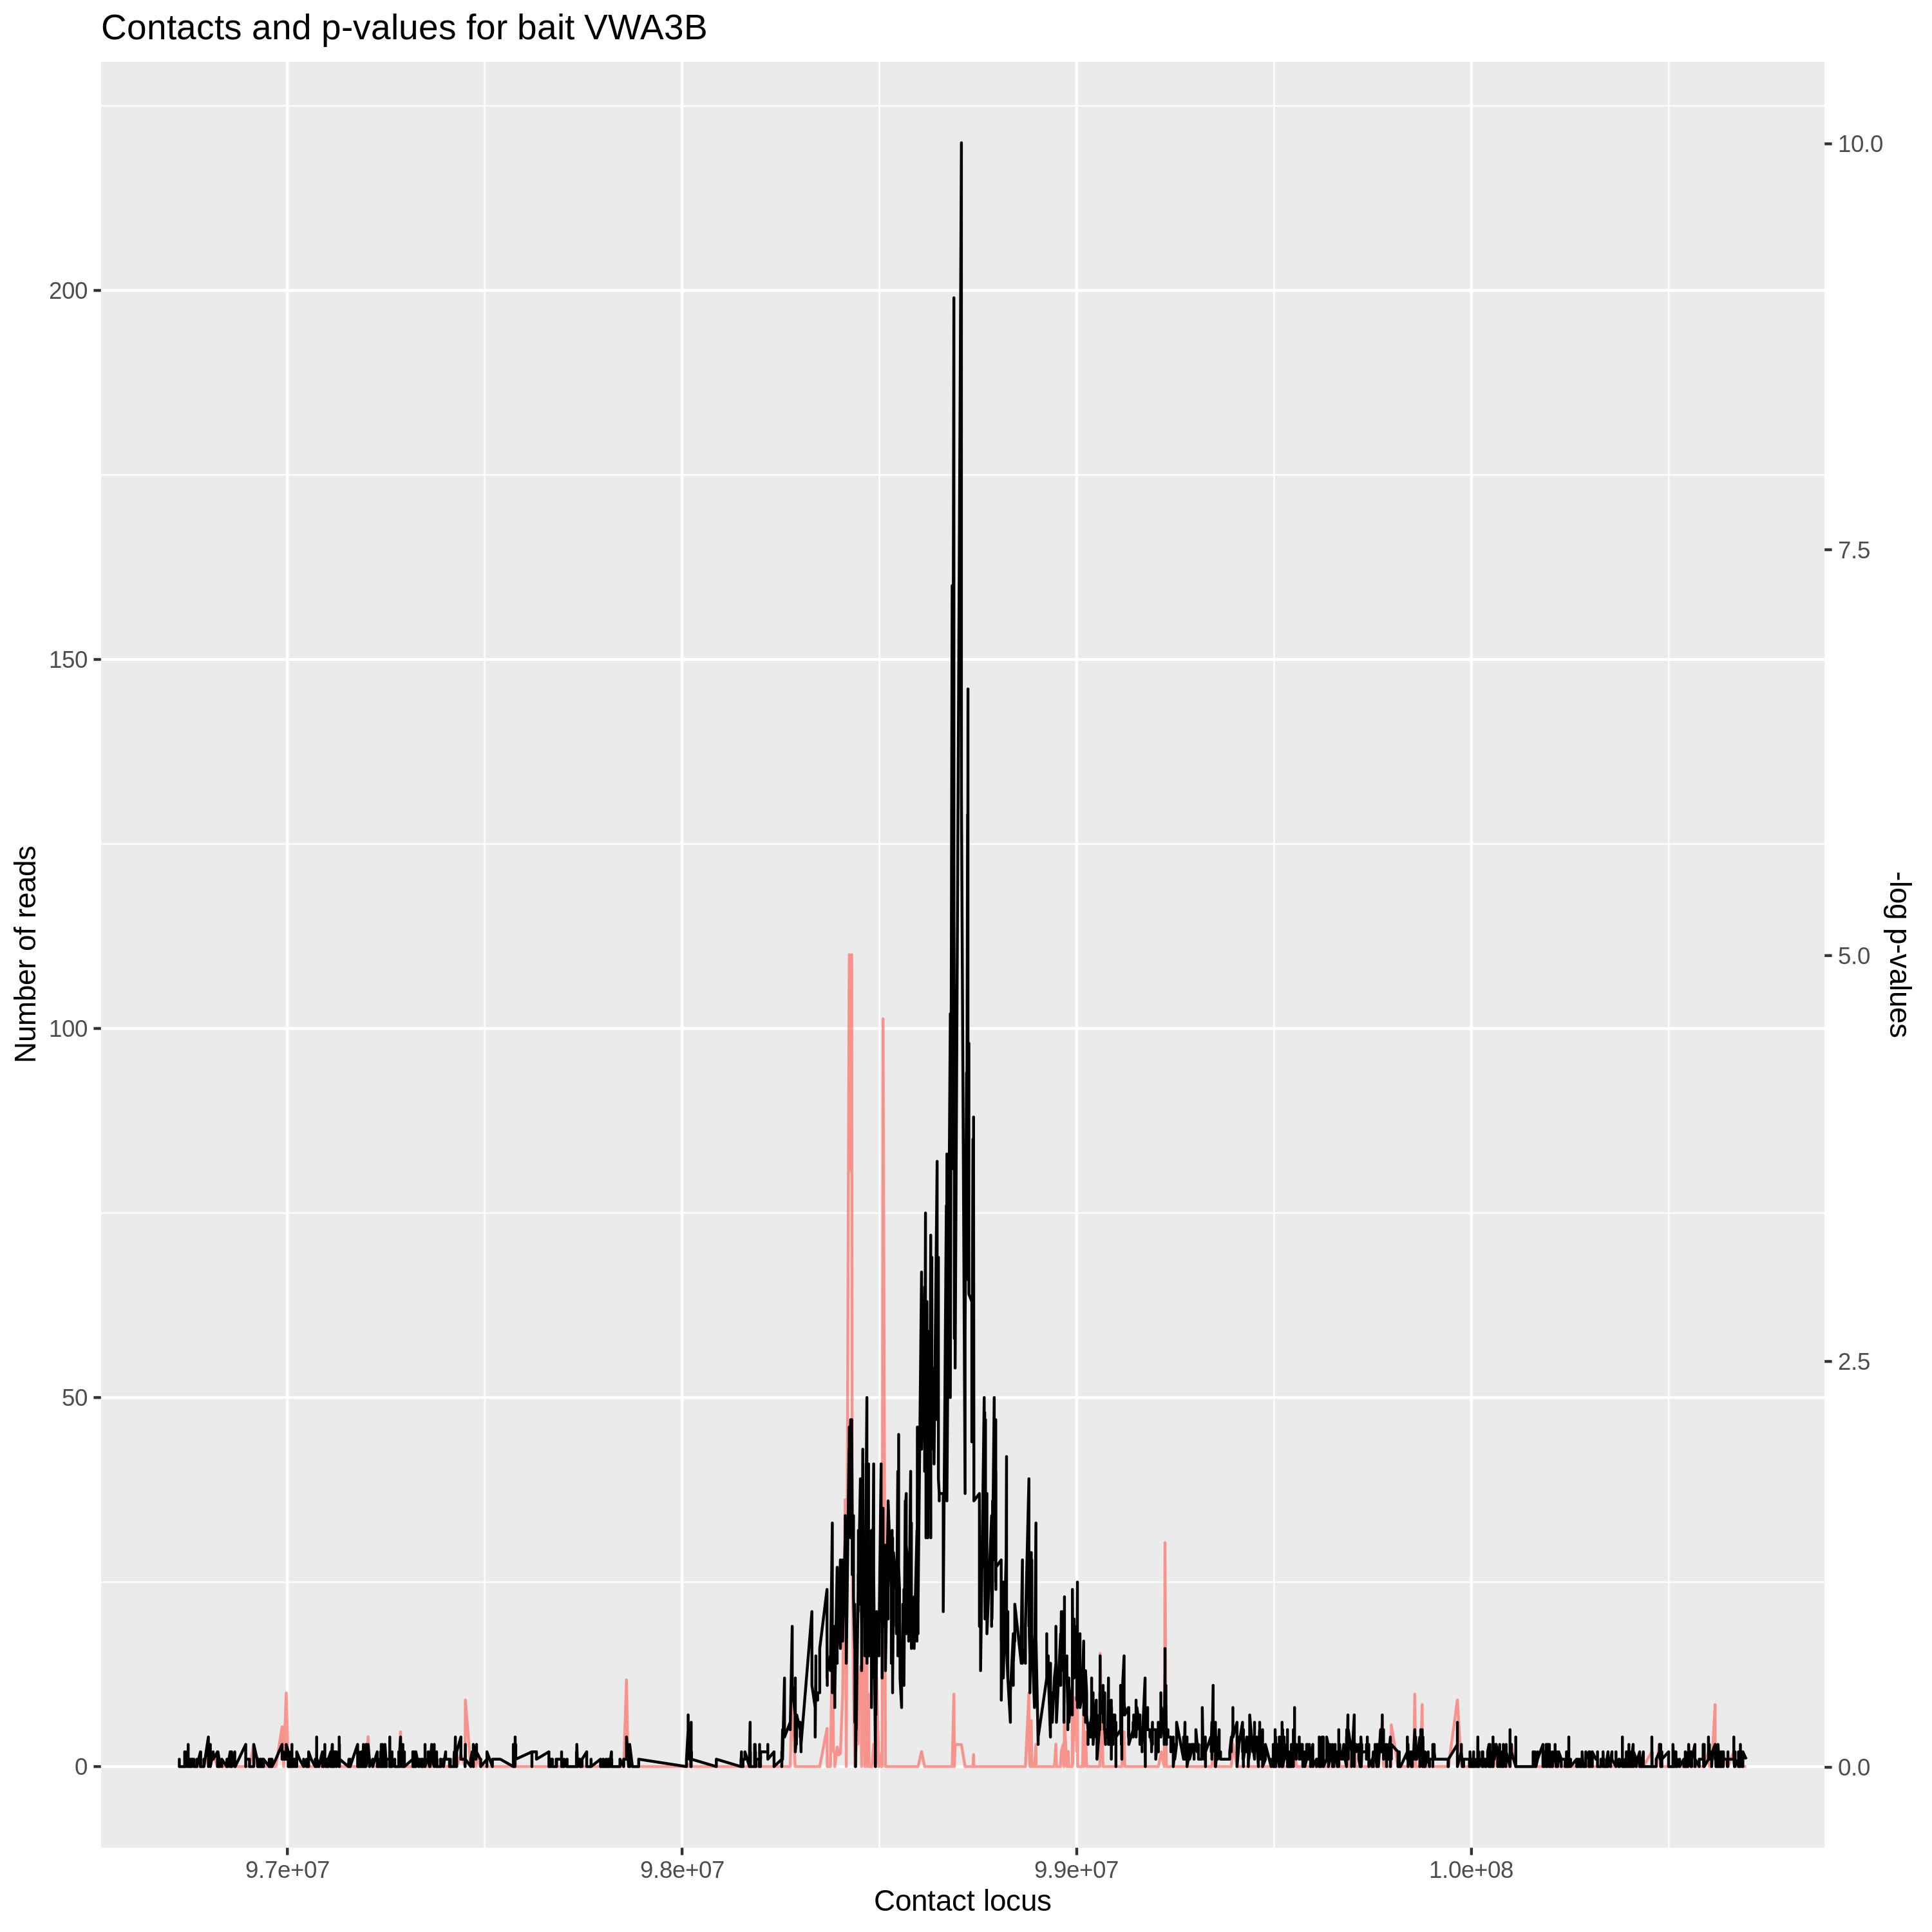 Contacts and p-values for bait VWA3B
Number of reads
200
150
100
50
0
10.0
7.5
5.0
2.5
0.0
-log p-values
9.7e+07 9.8e+07 9.9e+07 1.0e+08
Contact locus